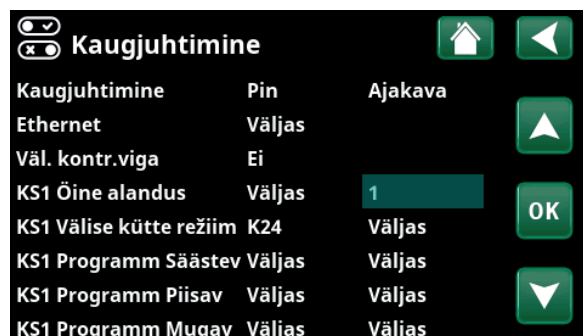 Kaugjuhtimine
Kaugjuhtimine Pin Ajakava
Ethernet Väljas
Väl. kontr.viga Ei
KS1 Öine alandus Väljas 1
OK
KS1 Välise kütte režiim K24 Väljas
KS1 Programm Säästev Väljas Väljas
KS1 Programm Piisav Väljas Väljas
KS1 Programm Mugav Väljas Väljas